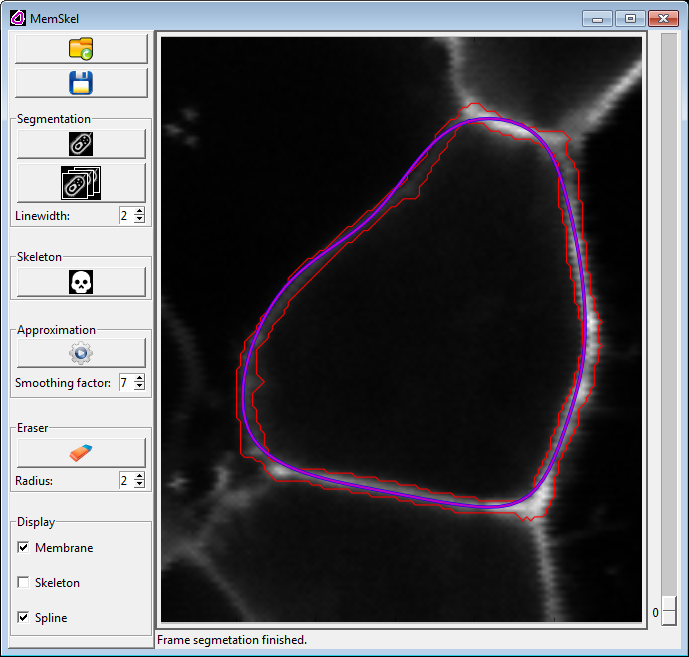 MemSkel
Segmentation
Linewidth: 2
Skeleton
Approximation
Smoothing factor: 7
Eraser
Radius: 2
Display
Membrane
Skeleton
Spline
0
Frame segmetation finished.